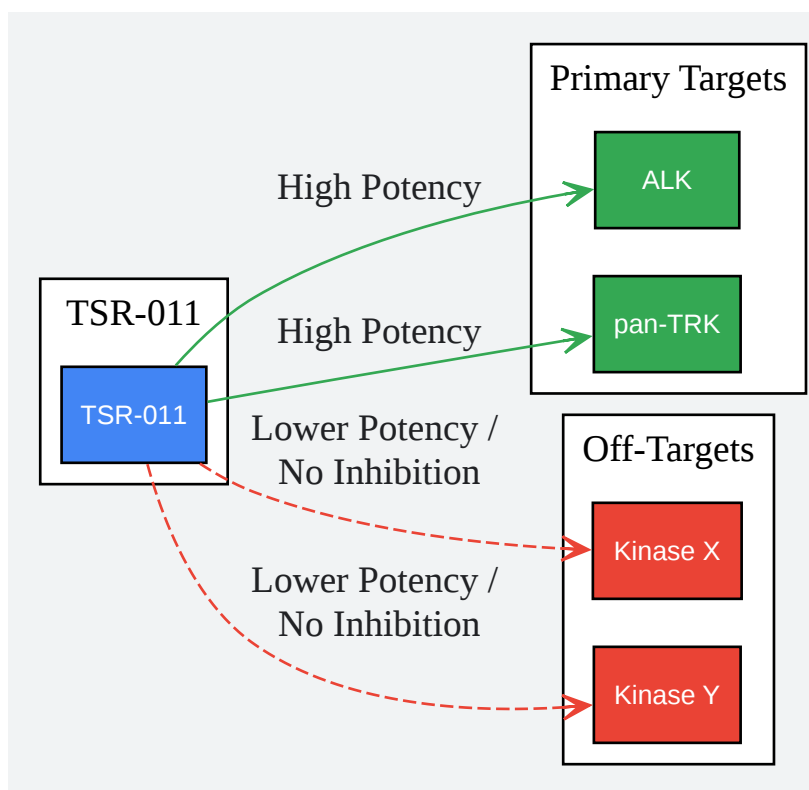 Primary Targets
ALK
High Potency
pan-TRK
High Potency
TSR-011
TSR-011
Lower Potency /
No Inhibition
Off-Targets
Kinase X
Lower Potency /
No Inhibition
Kinase Y